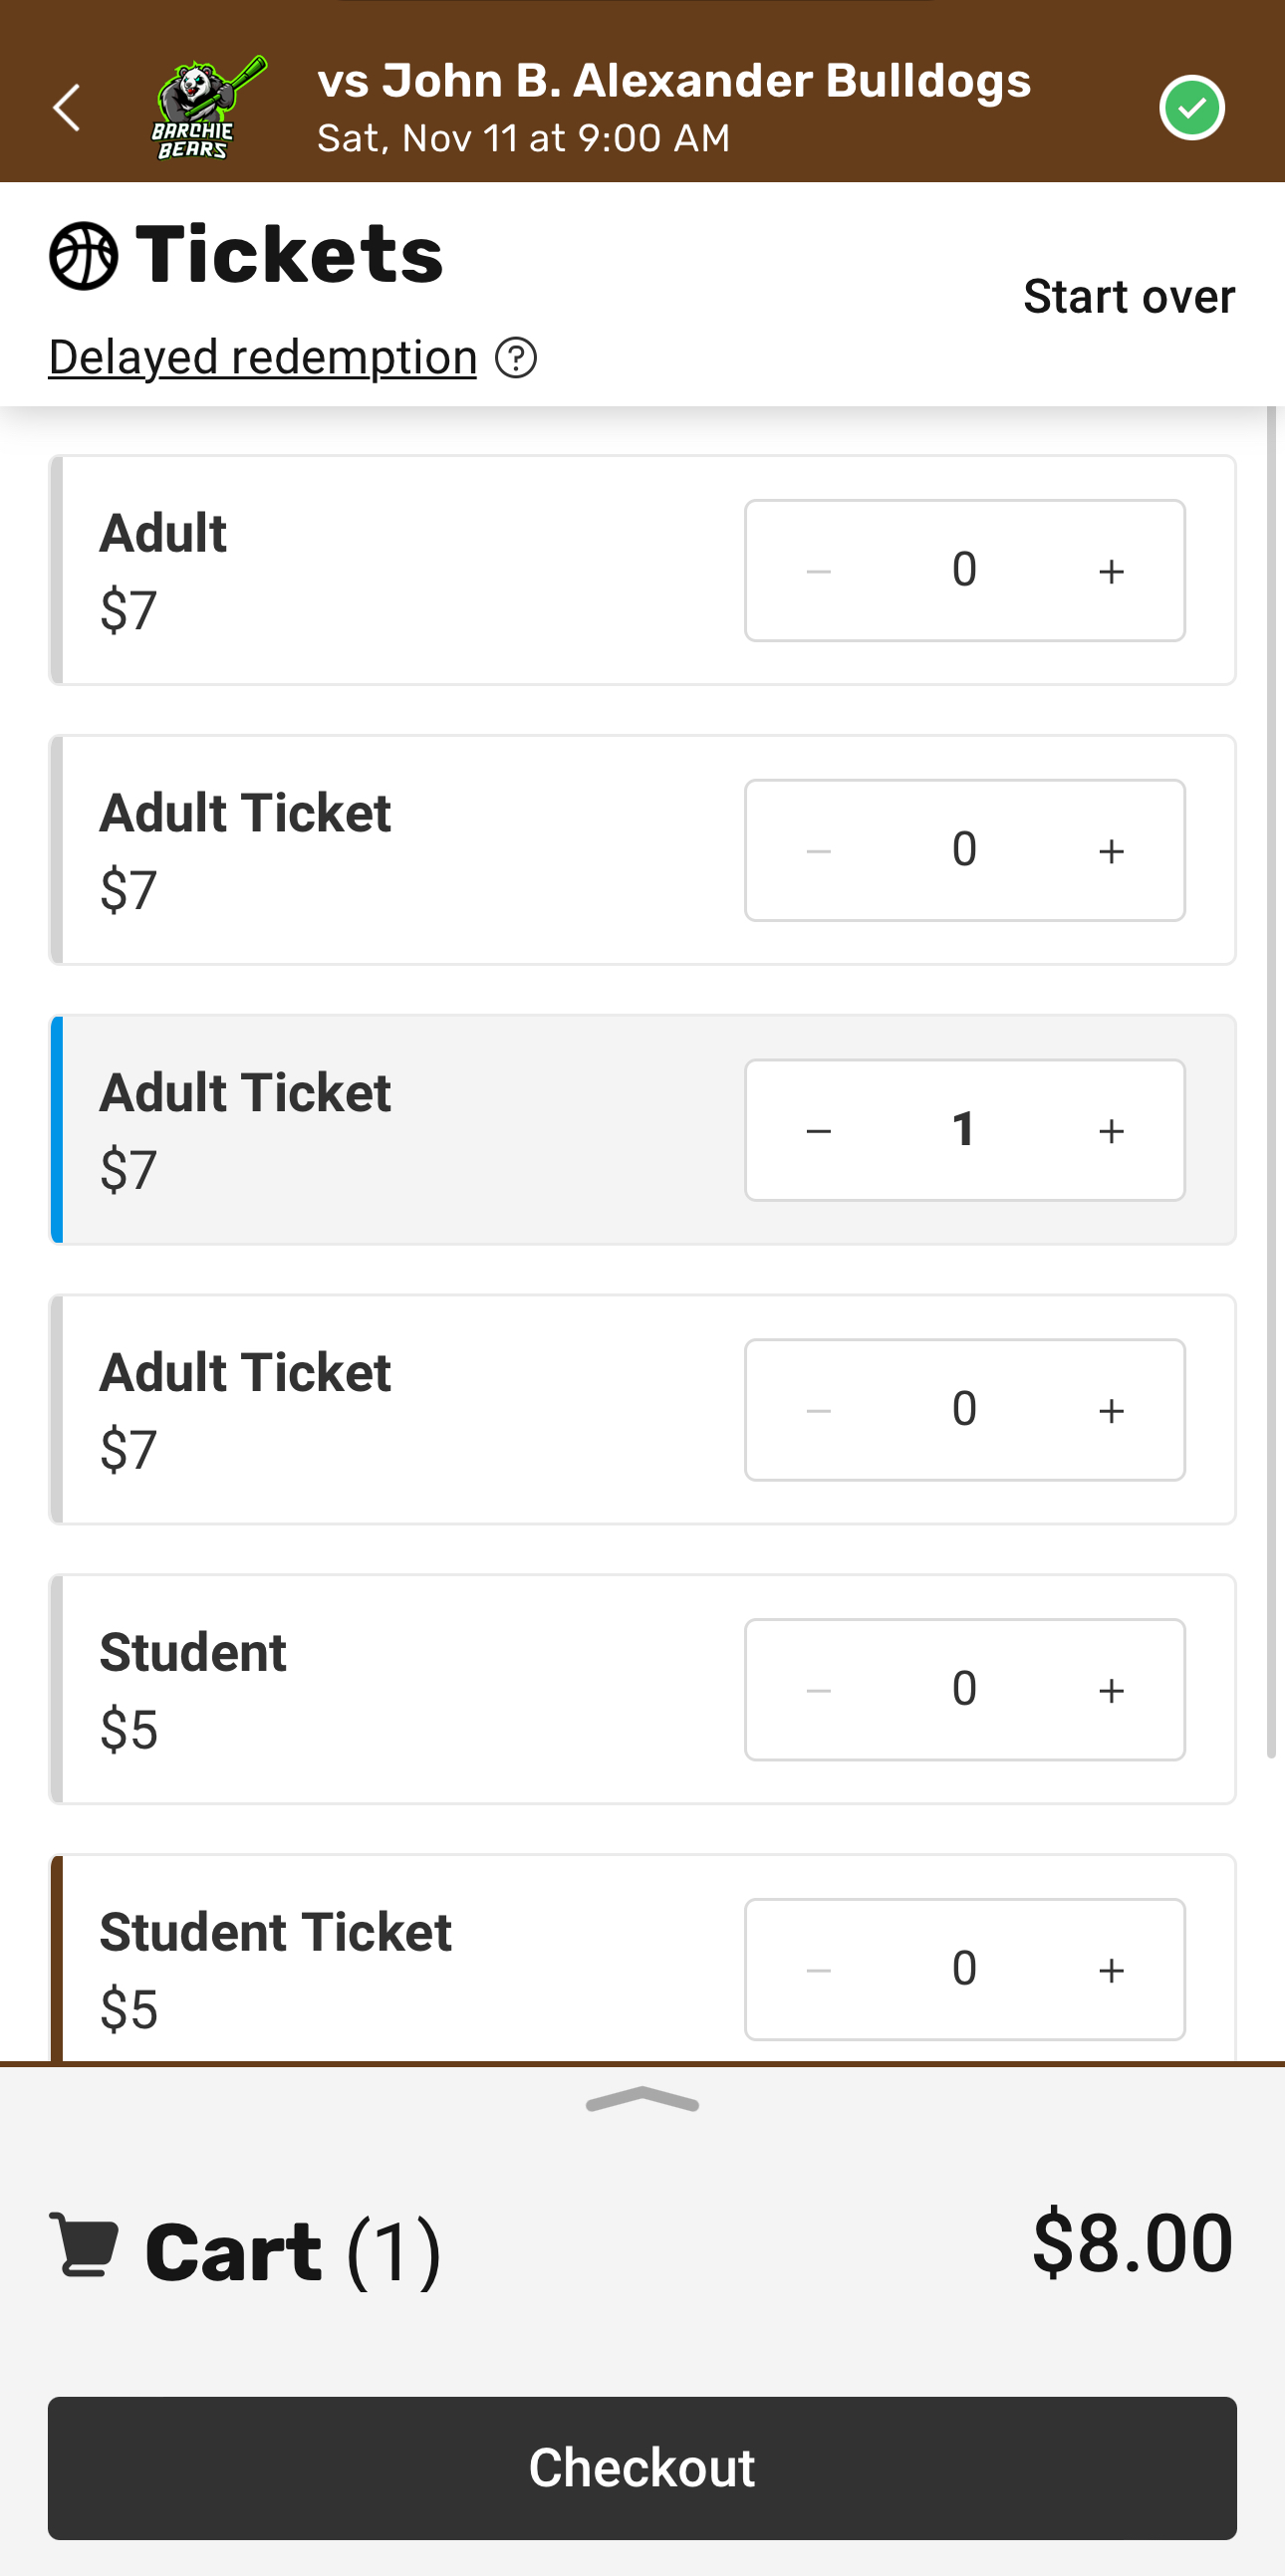 vs John B. Alexander Bulldogs
Sat, Nov 11 at 9:00 AM
BARCHIE
BEARS
Tickets
Start over
Delayed redemption ?
Adult
$7
− 0 +
Adult Ticket
$7
− 0 +
Adult Ticket
$7
− 1 +
Adult Ticket
$7
− 0 +
Student
$5
− 0 +
Student Ticket
$5
− 0 +
Cart (1)
$8.00
Checkout